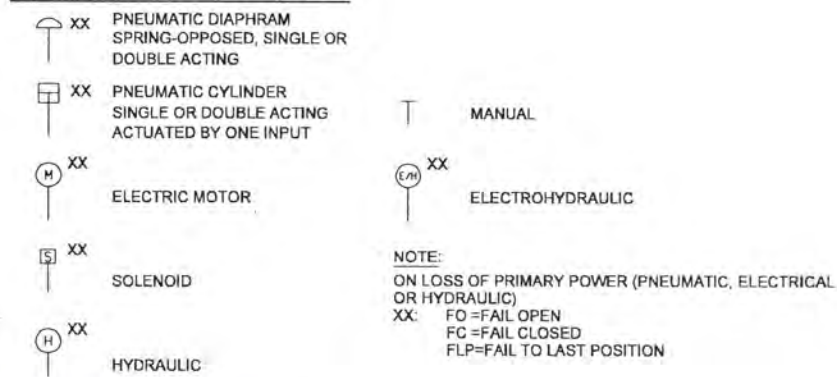 XX PNEUMATIC DIAPHRAM
SPRING-OPPOSED, SINGLE OR
DOUBLE ACTING
XX PNEUMATIC CYLINDER
SINGLE OR DOUBLE ACTING
ACTUATED BY ONE INPUT
M XX
ELECTRIC MOTOR
S XX
SOLENOID
H XX
HYDRAULIC
MANUAL
E/H XX
ELECTROHYDRAULIC
NOTE:
ON LOSS OF PRIMARY POWER (PNEUMATIC, ELECTRICAL
OR HYDRAULIC)
XX: FO =FAIL OPEN
FC =FAIL CLOSED
FLP=FAIL TO LAST POSITION